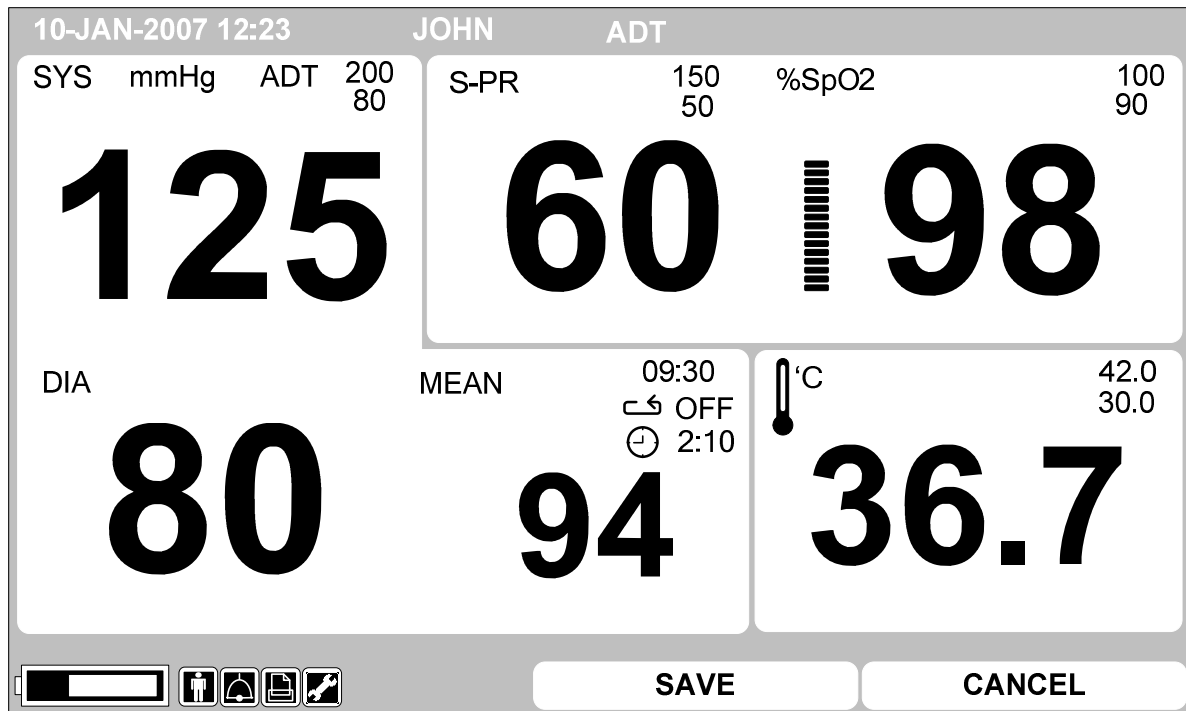 10-JAN-2007 12:23 JOHN ADT
SYS mmHg ADT 200
80
125
S-PR 150
50
60
%SpO2 100
90
98
DIA
80
MEAN 09:30
OFF
2:10
94
‘C 42.0
30.0
36.7
SAVE CANCEL